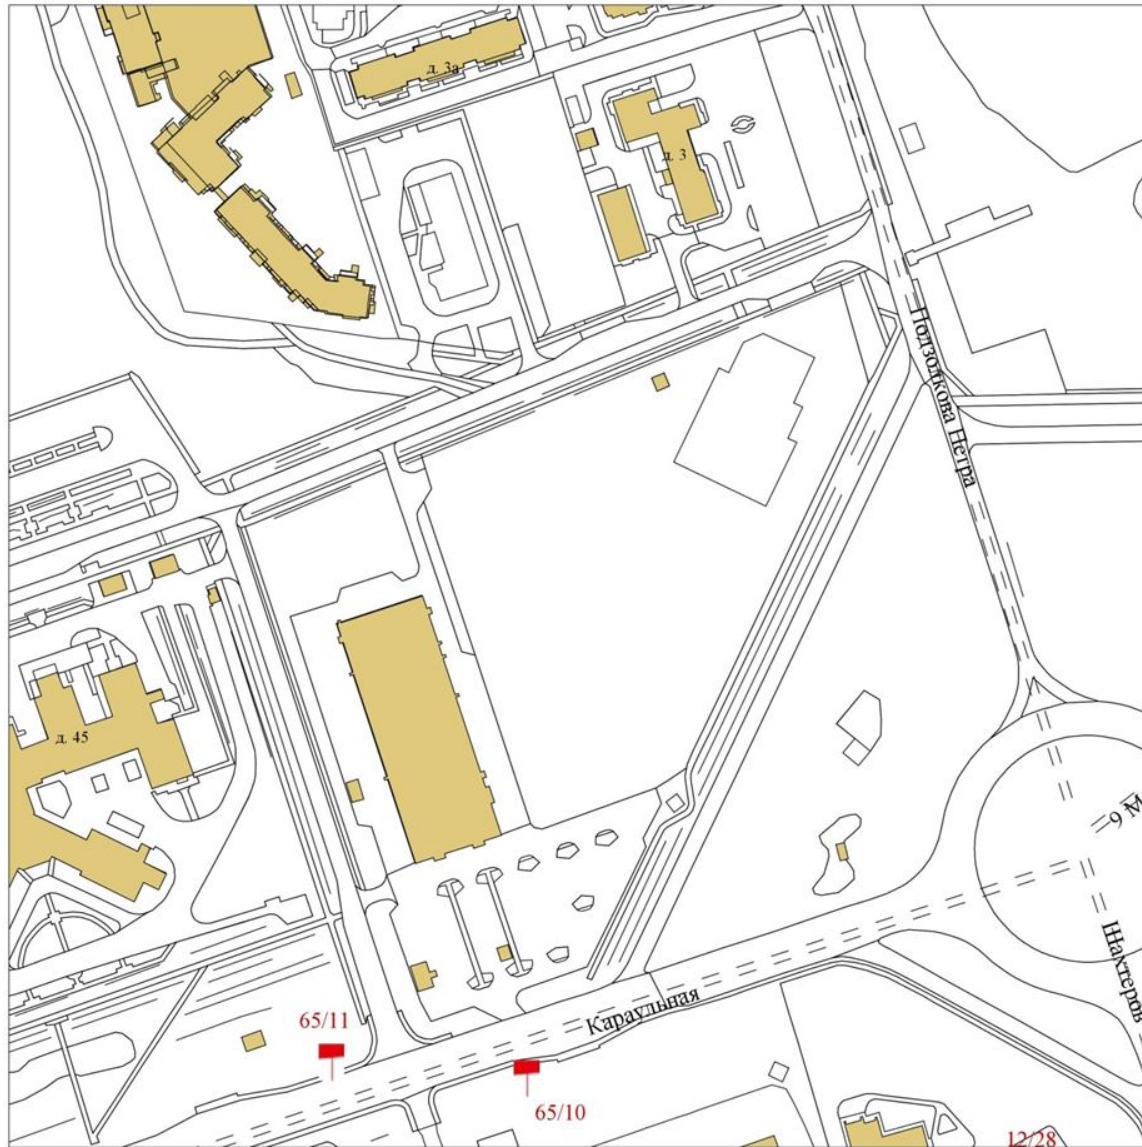 д. 3а
д. 3
Подзолкова Петра
д. 45
9 М
Шахтеров
Караульная
65/11
65/10
12/28